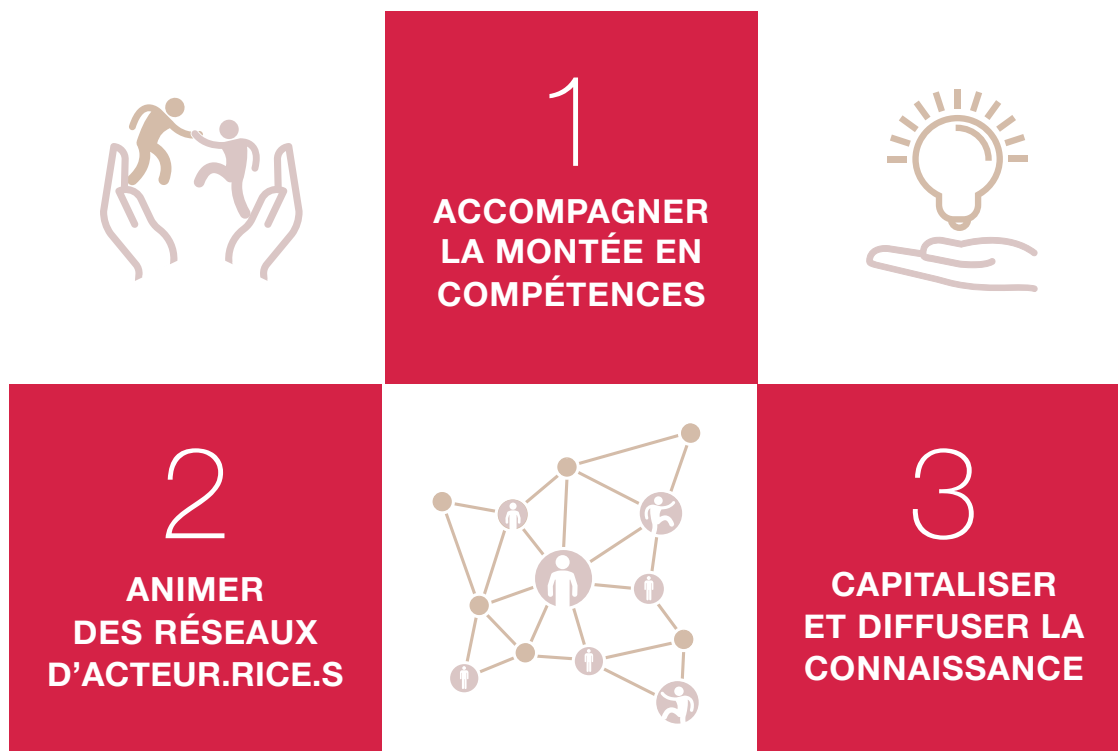 1
ACCOMPAGNER
LA MONTÉE EN
COMPÉTENCES
2
ANIMER
DES RÉSEAUX
D’ACTEUR.RICE.S
3
CAPITALISER
ET DIFFUSER LA
CONNAISSANCE